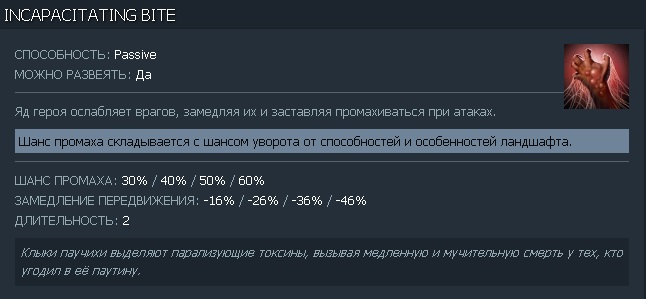 INCAPACITATING BITE
СПОСОБНОСТЬ: Passive
МОЖНО РАЗВЕЯТЬ: Да
Яд героя ослабляет врагов, замедляя их и заставляя промахиваться при атаках.
Шанс промаха складывается с шансом уворота от способностей и особенностей ландшафта.
ШАНС ПРОМАХА: 30% / 40% / 50% / 60%
ЗАМЕДЛЕНИЕ ПЕРЕДВИЖЕНИЯ: -16% / -26% / -36% / -46%
ДЛИТЕЛЬНОСТЬ: 2
Клыки паучихи выделяют парализующие токсины, вызывая медленную и мучительную смерть у тех, кто
угодил в её паутину.